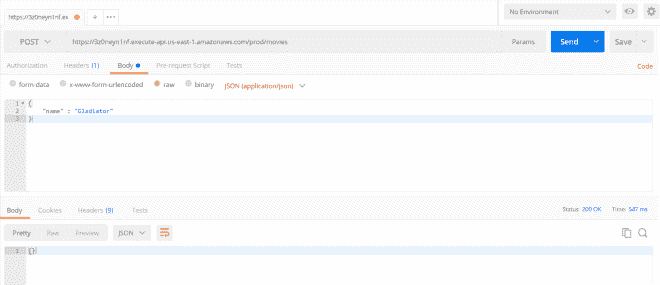 https://3z0neyn1nf.ex
No Environment
POST https://3z0neyn1nf.execute-api.us-east-1.amazonaws.com/prod/movies Params Send Save
Authorization Headers (1) Body Pre-request Script Tests Code
form-data x-www-form-urlencoded raw binary JSON (application/json)
1 {
2 "name" : "Gladiator"
3 }
Body Cookies Headers (9) Tests Status: 200 OK Time: 547 ms
Pretty Raw Preview JSON
1 {}